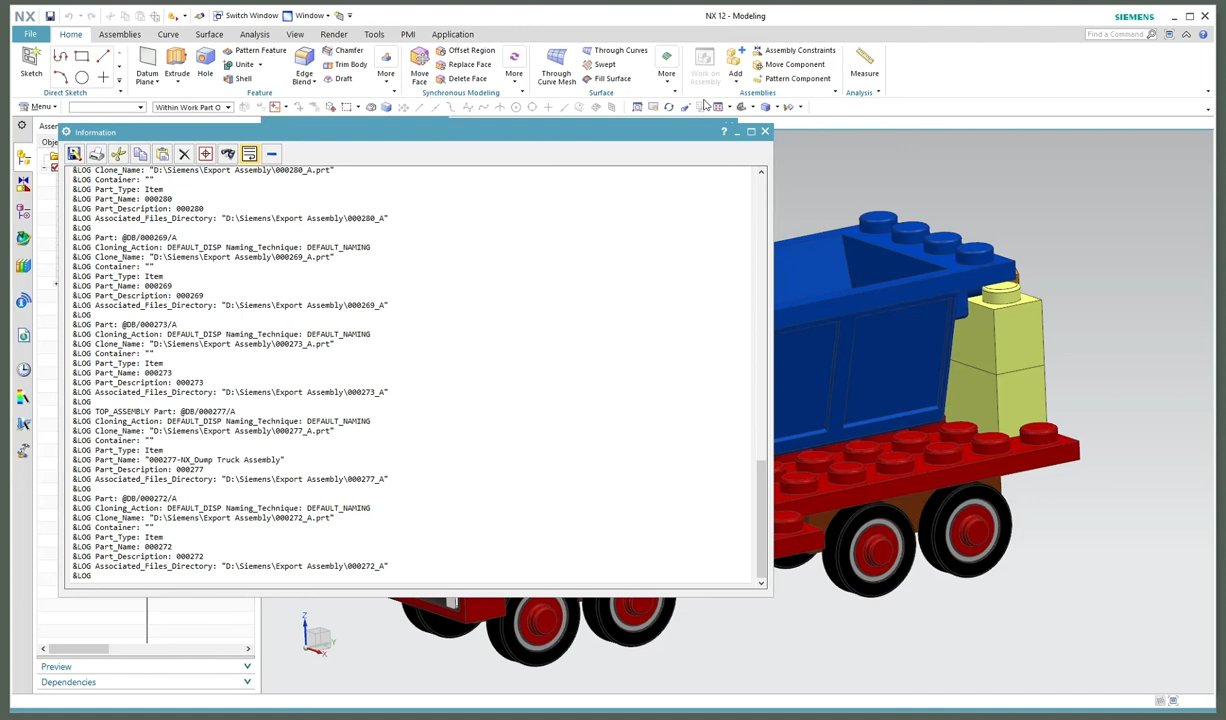 NX
Switch Window
Window
NX 12 - Modeling
SIEMENS
File
Home
Assemblies
Curve
Surface
Analysis
View
Render
Tools
PMI
Application
Find a Command
Sketch
Direct Sketch
Datum Plane
Extrude
Hole
Pattern Feature
Unite
Shell
Edge Blend
Chamfer
Trim Body
Draft
More
Feature
Move Face
Offset Region
Replace Face
Delete Face
More
Synchronous Modeling
Through Curve Mesh
Through Curves
Swept
Fill Surface
More
Surface
Work on Assembly
Add
Assembly Constraints
Move Component
Pattern Component
Assemblies
Measure
Analysis
Menu
Within Work Part O
Asse
Obje
Information
&LOG Clone_Name: "D:\Siemens\Export Assembly\000280_A.prt"
&LOG Container: ""
&LOG Part_Type: Item
&LOG Part_Name: 000280
&LOG Part_Description: 000280
&LOG Associated_Files_Directory: "D:\Siemens\Export Assembly\000280_A"
&LOG
&LOG Part: @DB/000269/A
&LOG Cloning_Action: DEFAULT_DISP Naming_Technique: DEFAULT_NAMING
&LOG Clone_Name: "D:\Siemens\Export Assembly\000269_A.prt"
&LOG Container: ""
&LOG Part_Type: Item
&LOG Part_Name: 000269
&LOG Part_Description: 000269
&LOG Associated_Files_Directory: "D:\Siemens\Export Assembly\000269_A"
&LOG
&LOG Part: @DB/000273/A
&LOG Cloning_Action: DEFAULT_DISP Naming_Technique: DEFAULT_NAMING
&LOG Clone_Name: "D:\Siemens\Export Assembly\000273_A.prt"
&LOG Container: ""
&LOG Part_Type: Item
&LOG Part_Name: 000273
&LOG Part_Description: 000273
&LOG Associated_Files_Directory: "D:\Siemens\Export Assembly\000273_A"
&LOG
&LOG TOP_ASSEMBLY Part: @DB/000277/A
&LOG Cloning_Action: DEFAULT_DISP Naming_Technique: DEFAULT_NAMING
&LOG Clone_Name: "D:\Siemens\Export Assembly\000277_A.prt"
&LOG Container: ""
&LOG Part_Type: Item
&LOG Part_Name: "000277-NX_Dump Truck Assembly"
&LOG Part_Description: 000277
&LOG Associated_Files_Directory: "D:\Siemens\Export Assembly\000277_A"
&LOG
&LOG Part: @DB/000272/A
&LOG Cloning_Action: DEFAULT_DISP Naming_Technique: DEFAULT_NAMING
&LOG Clone_Name: "D:\Siemens\Export Assembly\000272_A.prt"
&LOG Container: ""
&LOG Part_Type: Item
&LOG Part_Name: 000272
&LOG Part_Description: 000272
&LOG Associated_Files_Directory: "D:\Siemens\Export Assembly\000272_A"
&LOG
Z
Y
X
Preview
Dependencies